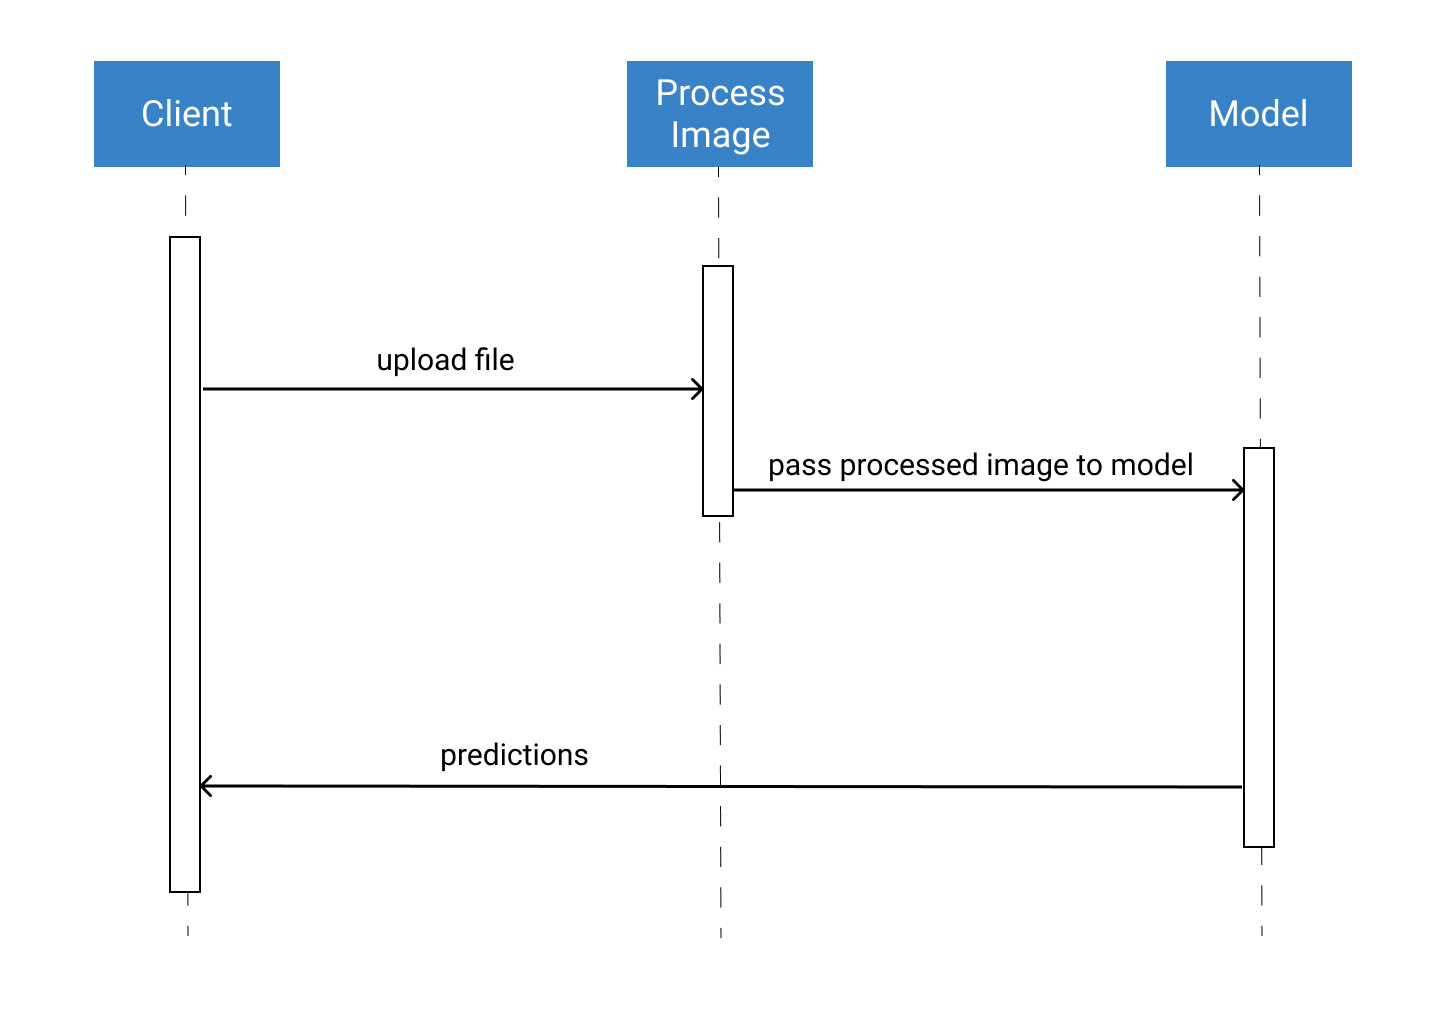 Client
Process
Image
Model
upload file
pass processed image to model
predictions